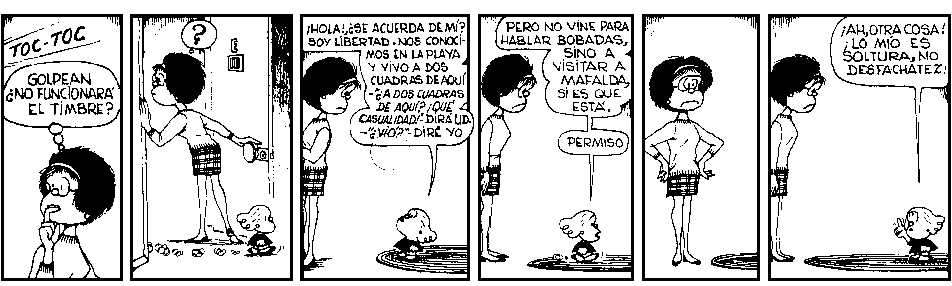 TOC-TOC
GOLPEAN
¿NO FUNCIONARA
EL TIMBRE?
?
¡HOLA!¿SE ACUERDA DE MÍ?
SOY LIBERTAD. NOS CONOCI-
MOS EN LA PLAYA
Y VIVO A DOS
CUADRAS DE AQUÍ
-"¿A DOS CUADRAS
DE AQUÍ? ¡QUÉ
CASUALIDAD!" DIRÁ UD.
-"¿VIO?"- DIRÉ YO
PERO NO VINE PARA
HABLAR BOBADAS,
SINO A
VISITAR A
MAFALDA,
SI ES QUE
ESTÁ.
PERMISO
¡AH, OTRA COSA!
LO MÍO ES
SOLTURA, NO
DESFACHATEZ!